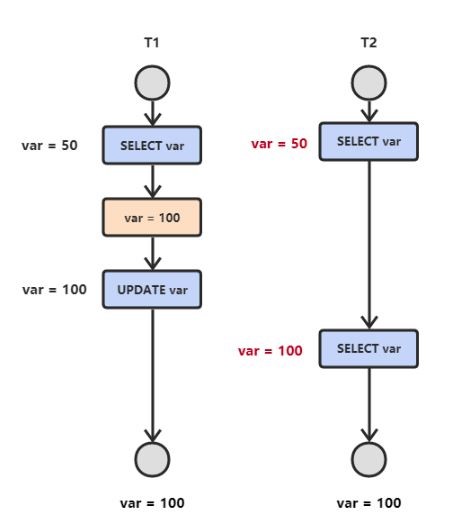 T1
T2
SELECT var
var = 50
var = 50
SELECT var
var = 100
var = 100
UPDATE var
var = 100
SELECT var
var = 100
var = 100